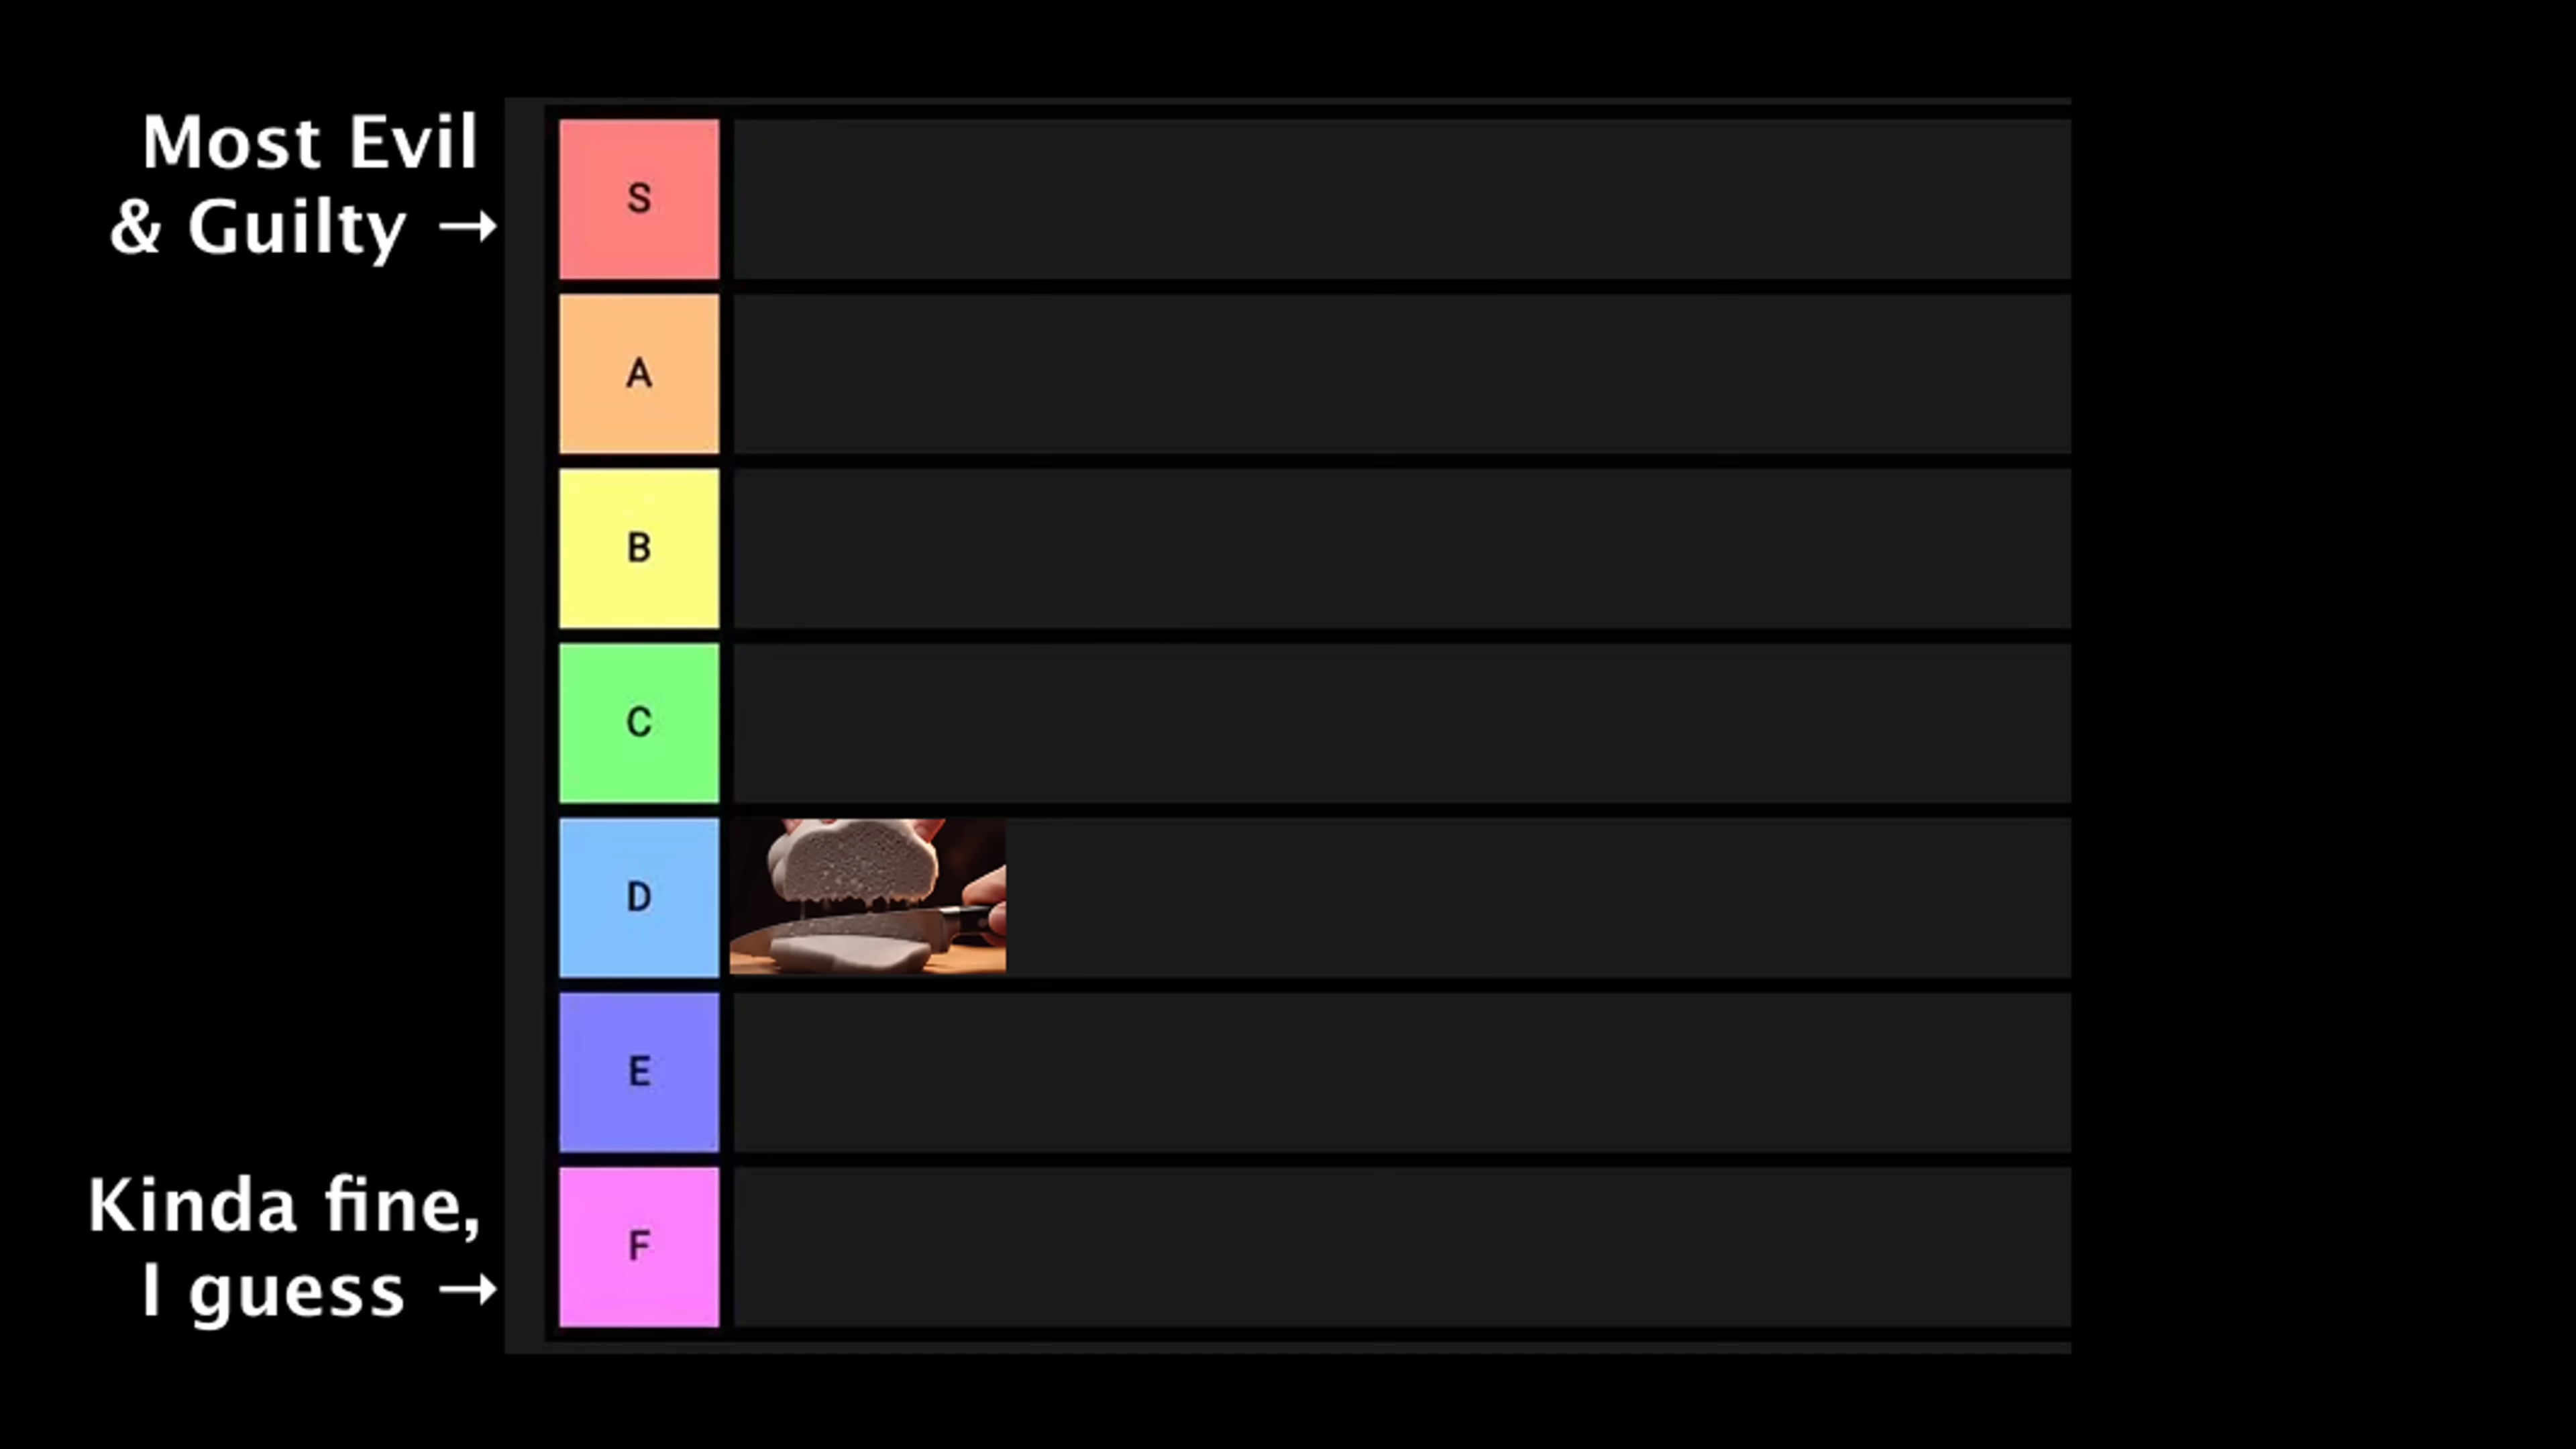 Most Evil
& Guilty →
S
A
B
C
D
E
Kinda fine,
I guess →
F